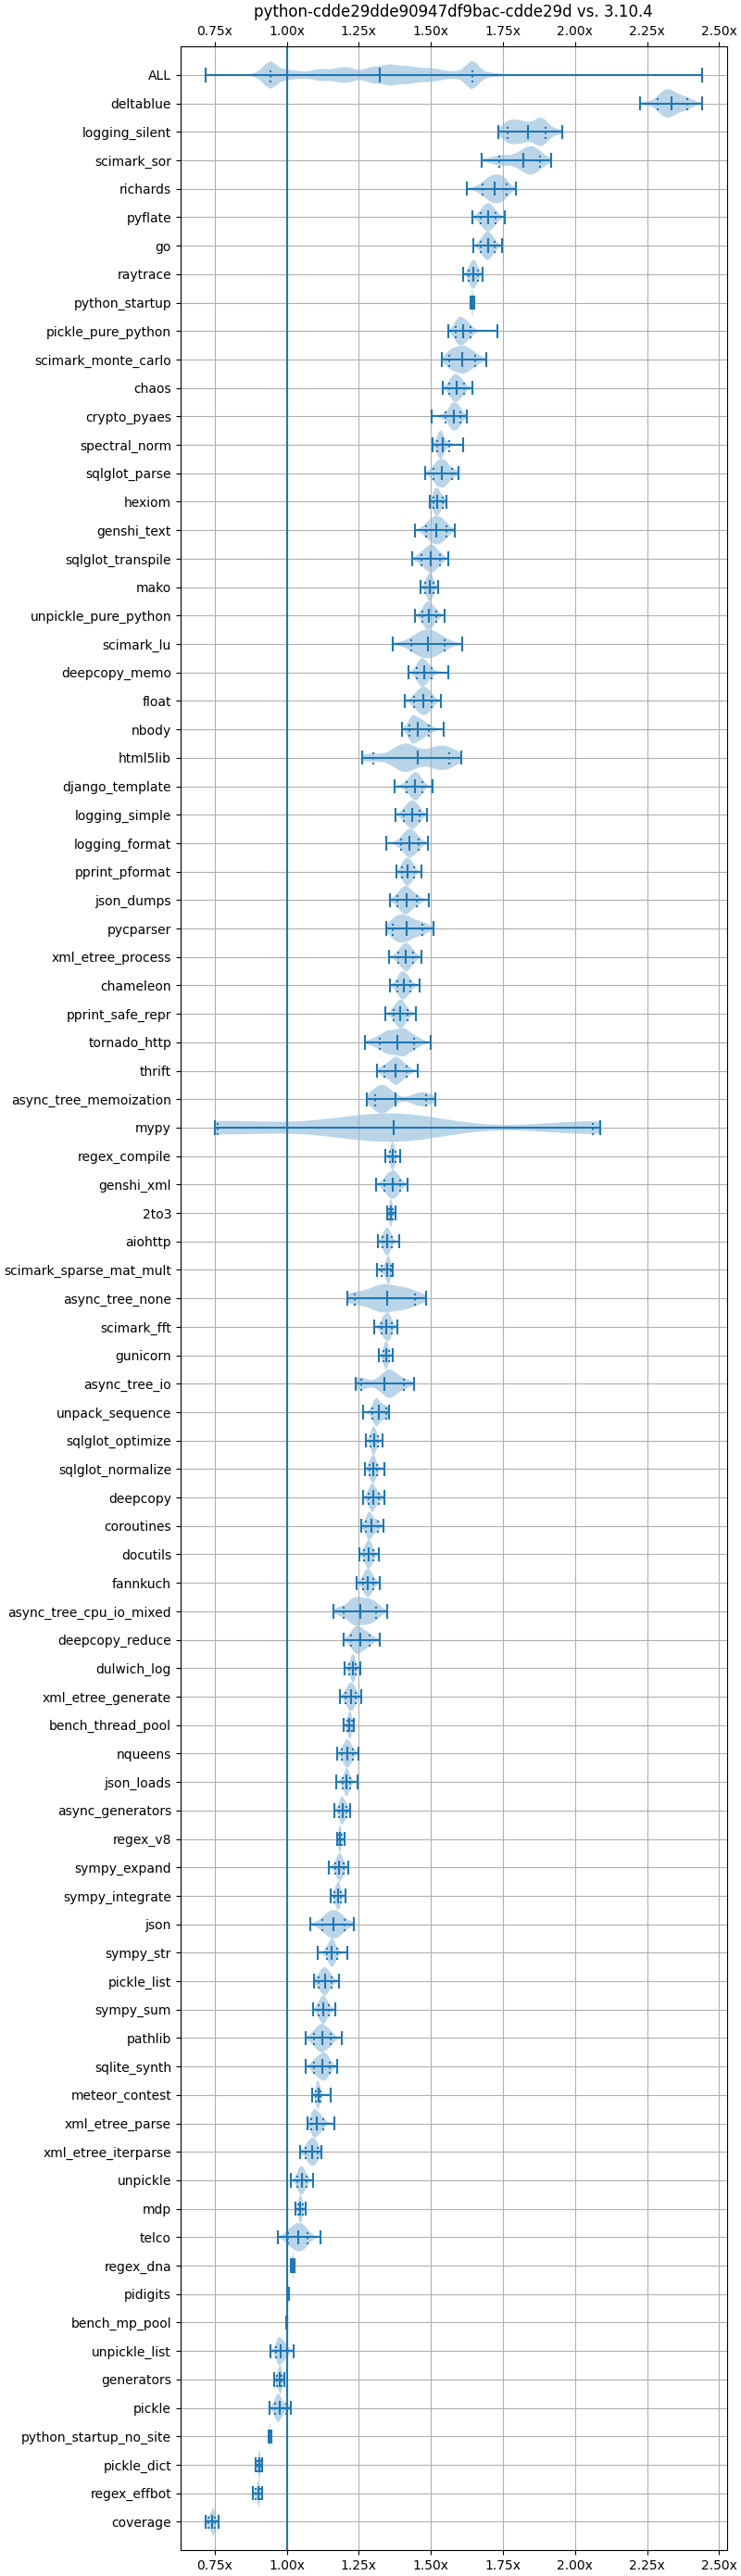 python-cdde29dde90947df9bac-cdde29d vs. 3.10.4
0.75x 1.00x 1.25x 1.50x 1.75x 2.00x 2.25x 2.50x
ALL
deltablue
logging_silent
scimark_sor
richards
pyflate
go
raytrace
python_startup
pickle_pure_python
scimark_monte_carlo
chaos
crypto_pyaes
spectral_norm
sqlglot_parse
hexiom
genshi_text
sqlglot_transpile
mako
unpickle_pure_python
scimark_lu
deepcopy_memo
float
nbody
html5lib
django_template
logging_simple
logging_format
pprint_pformat
json_dumps
pycparser
xml_etree_process
chameleon
pprint_safe_repr
tornado_http
thrift
async_tree_memoization
mypy
regex_compile
genshi_xml
2to3
aiohttp
scimark_sparse_mat_mult
async_tree_none
scimark_fft
gunicorn
async_tree_io
unpack_sequence
sqlglot_optimize
sqlglot_normalize
deepcopy
coroutines
docutils
fannkuch
async_tree_cpu_io_mixed
deepcopy_reduce
dulwich_log
xml_etree_generate
bench_thread_pool
nqueens
json_loads
async_generators
regex_v8
sympy_expand
sympy_integrate
json
sympy_str
pickle_list
sympy_sum
pathlib
sqlite_synth
meteor_contest
xml_etree_parse
xml_etree_iterparse
unpickle
mdp
telco
regex_dna
pidigits
bench_mp_pool
unpickle_list
generators
pickle
python_startup_no_site
pickle_dict
regex_effbot
coverage
0.75x 1.00x 1.25x 1.50x 1.75x 2.00x 2.25x 2.50x